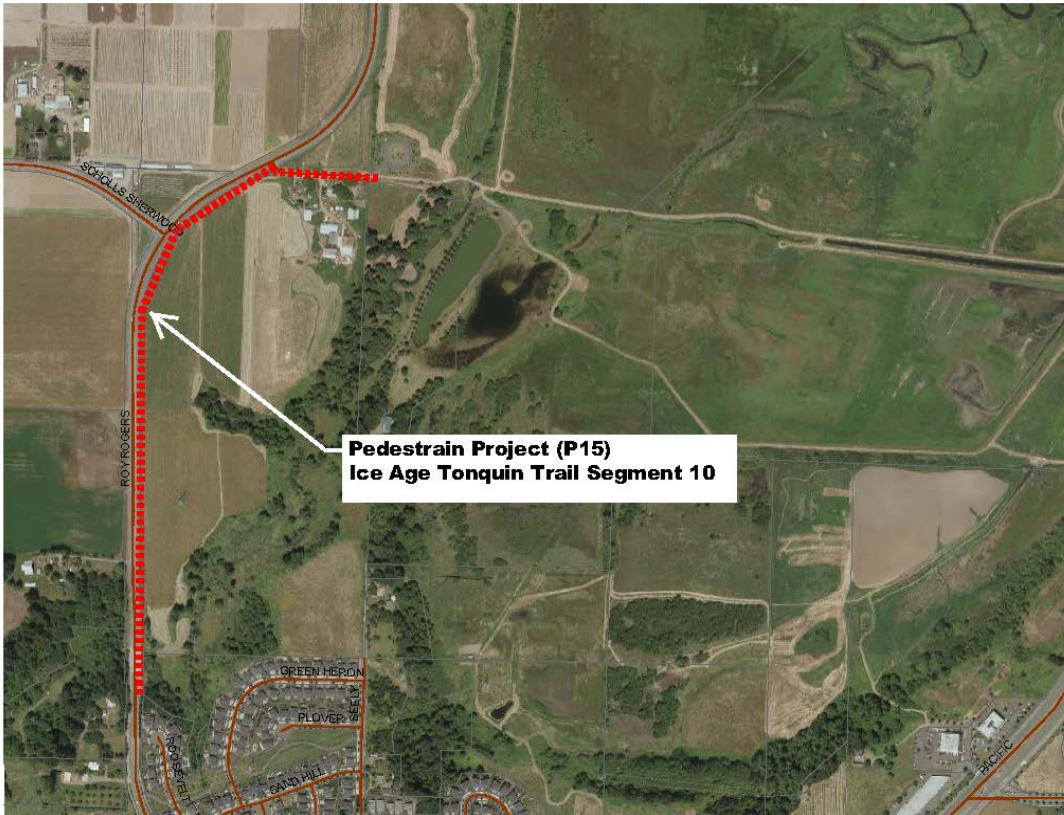 SCHOLLS SHERWOOD
ROY ROGERS
Pedestrain Project (P15)
Ice Age Tonquin Trail Segment 10
GREEN HERON
PLOVER
SEELY
ROOSEVELT
SAND HILL
PACIFIC